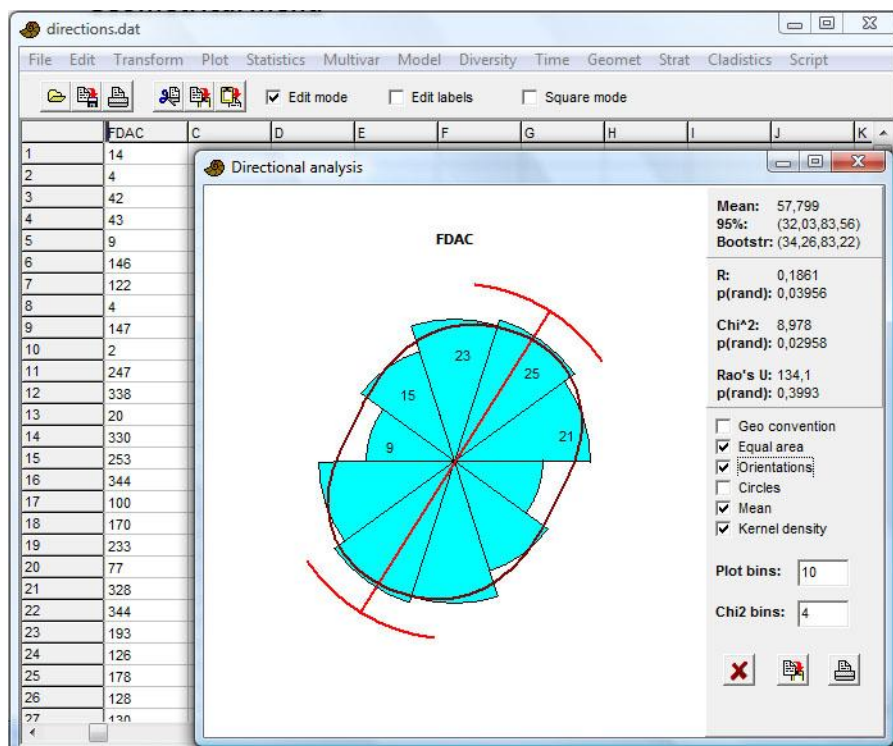 directions.dat
File Edit Transform Plot Statistics Multivar Model Diversity Time Geomet Strat Cladistics Script
Edit mode Edit labels Square mode
FDAC C D E F G H I J K
1 14
2 4
3 42
4 43
5 9
6 146
7 122
8 4
9 147
10 2
11 247
12 338
13 20
14 330
15 253
16 344
17 100
18 170
19 233
20 77
21 328
22 344
23 193
24 126
25 178
26 128
27 130
Directional analysis
FDAC
23
25
15
21
9
Mean: 57,799
95%: (32,03,83,56)
Bootstr: (34,26,83,22)
R: 0,1861
p(rand): 0,03956
Chi^2: 8,978
p(rand): 0,02958
Rao's U: 134,1
p(rand): 0,3993
Geo convention
Equal area
Orientations
Circles
Mean
Kernel density
Plot bins: 10
Chi2 bins: 4